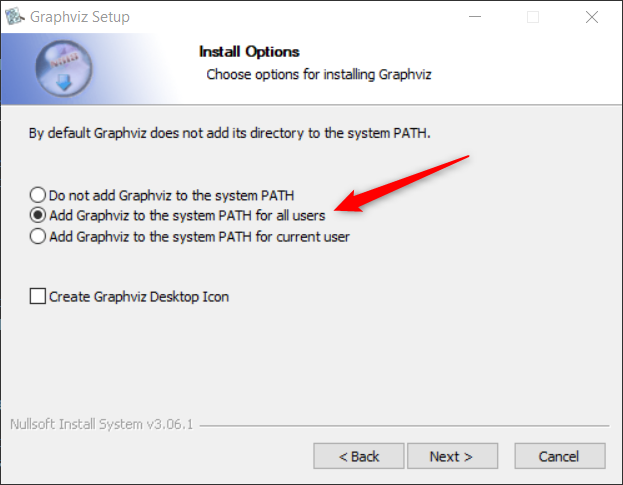 Graphviz Setup
Install Options
Choose options for installing Graphviz
By default Graphviz does not add its directory to the system PATH.
Do not add Graphviz to the system PATH
Add Graphviz to the system PATH for all users
Add Graphviz to the system PATH for current user
Create Graphviz Desktop Icon
Nullsoft Install System v3.06.1
< Back Next > Cancel